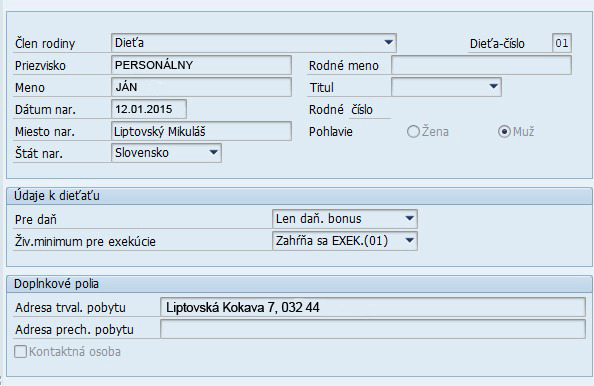 Člen rodiny Dieťa Dieťa-číslo 01
Priezvisko PERSONÁLNY Rodné meno
Meno JÁN Titul
Dátum nar. 12.01.2015 Rodné číslo
Miesto nar. Liptovský Mikuláš Pohlavie Žena Muž
Štát nar. Slovensko
Údaje k dieťaťu
Pre daň Len daň. bonus
Živ.minimum pre exekúcie Zahŕňa sa EXEK.(01)
Doplnkové polia
Adresa trval. pobytu Liptovská Kokava 7, 032 44
Adresa prech. pobytu
Kontaktná osoba